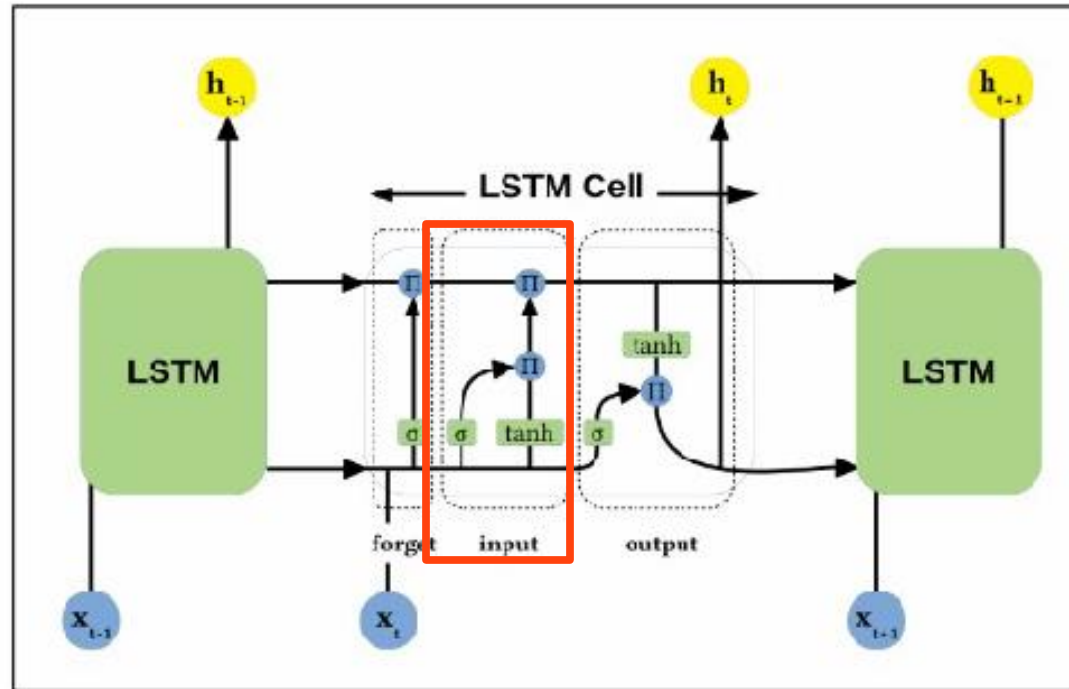 h t-1
h t
h t-1
LSTM Cell
Π
Π
tanh
Π
Π
LSTM
LSTM
σ
σ
tanh
σ
forget
input
output
x t-1
x t
x t+1